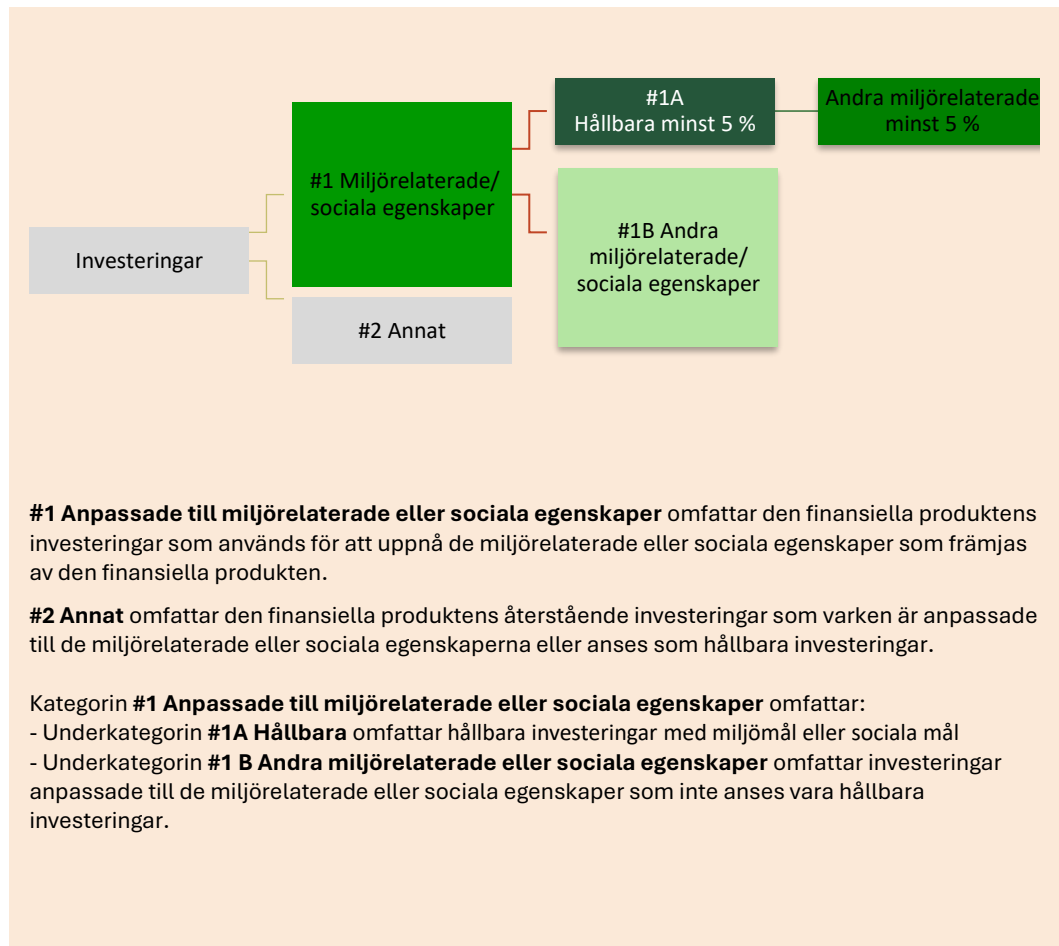 #1A
Hållbara minst 5 %
Andra miljörelaterade
minst 5 %
#1 Miljörelaterade/
sociala egenskaper
#1B Andra
miljörelaterade/
sociala egenskaper
Investeringar
#2 Annat
#1 Anpassade till miljörelaterade eller sociala egenskaper omfattar den finansiella produktens
investeringar som används för att uppnå de miljörelaterade eller sociala egenskaper som främjas
av den finansiella produkten.
#2 Annat omfattar den finansiella produktens återstående investeringar som varken är anpassade
till de miljörelaterade eller sociala egenskaperna eller anses som hållbara investeringar.
Kategorin #1 Anpassade till miljörelaterade eller sociala egenskaper omfattar:
- Underkategorin #1A Hållbara omfattar hållbara investeringar med miljömål eller sociala mål
- Underkategorin #1 B Andra miljörelaterade eller sociala egenskaper omfattar investeringar
anpassade till de miljörelaterade eller sociala egenskaper som inte anses vara hållbara
investeringar.